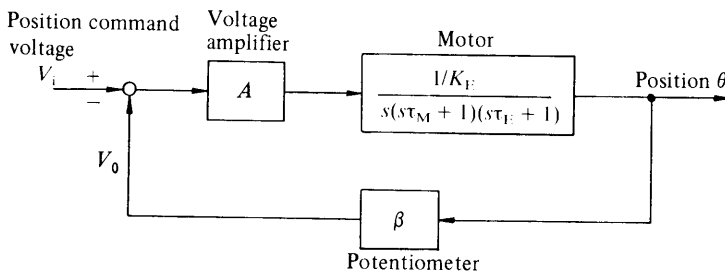 Position command
voltage
V_i
+
−
Voltage
amplifier
A
Motor
1/K_E
s(sτ_M + 1)(sτ_E + 1)
Position θ
V_0
β
Potentiometer